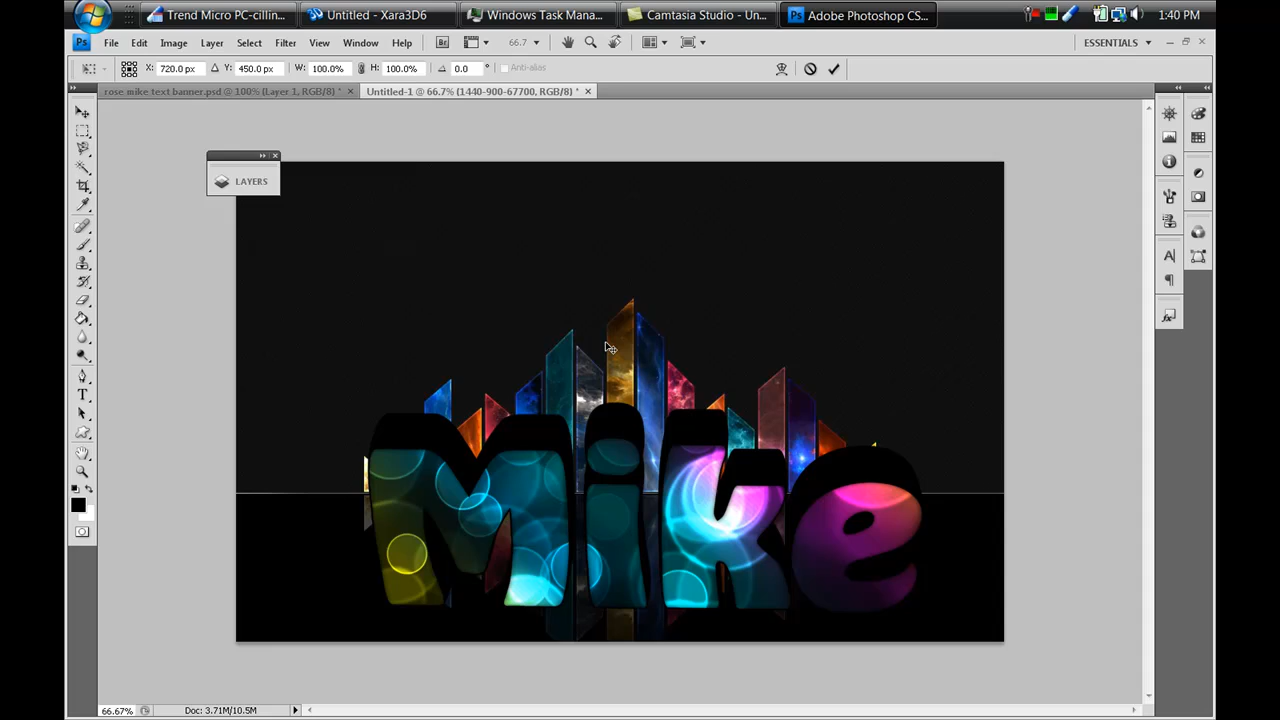 Trend Micro PC-cillin...
Untitled - Xara3D6
Windows Task Mana...
Camtasia Studio - Un...
Ps Adobe Photoshop CS...
1:40 PM
Ps File Edit Image Layer Select Filter View Window Help Br 66.7 ESSENTIALS
X: 720.0 px Y: 450.0 px W: 100.0% H: 100.0% 0.0 ° Anti-alias
rose mike text banner.psd @ 100% (Layer 1, RGB/8) * × Untitled-1 @ 66.7% (1440-900-67700, RGB/8) * ×
LAYERS
Mike
66.67% Doc: 3.71M/10.5M